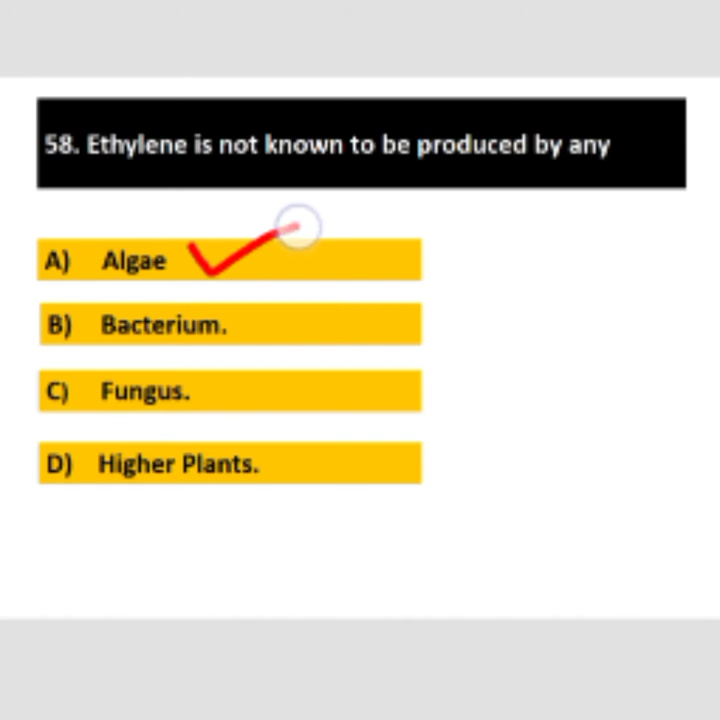 58. Ethylene is not known to be produced by any
A) Algae
B) Bacterium.
C) Fungus.
D) Higher Plants.